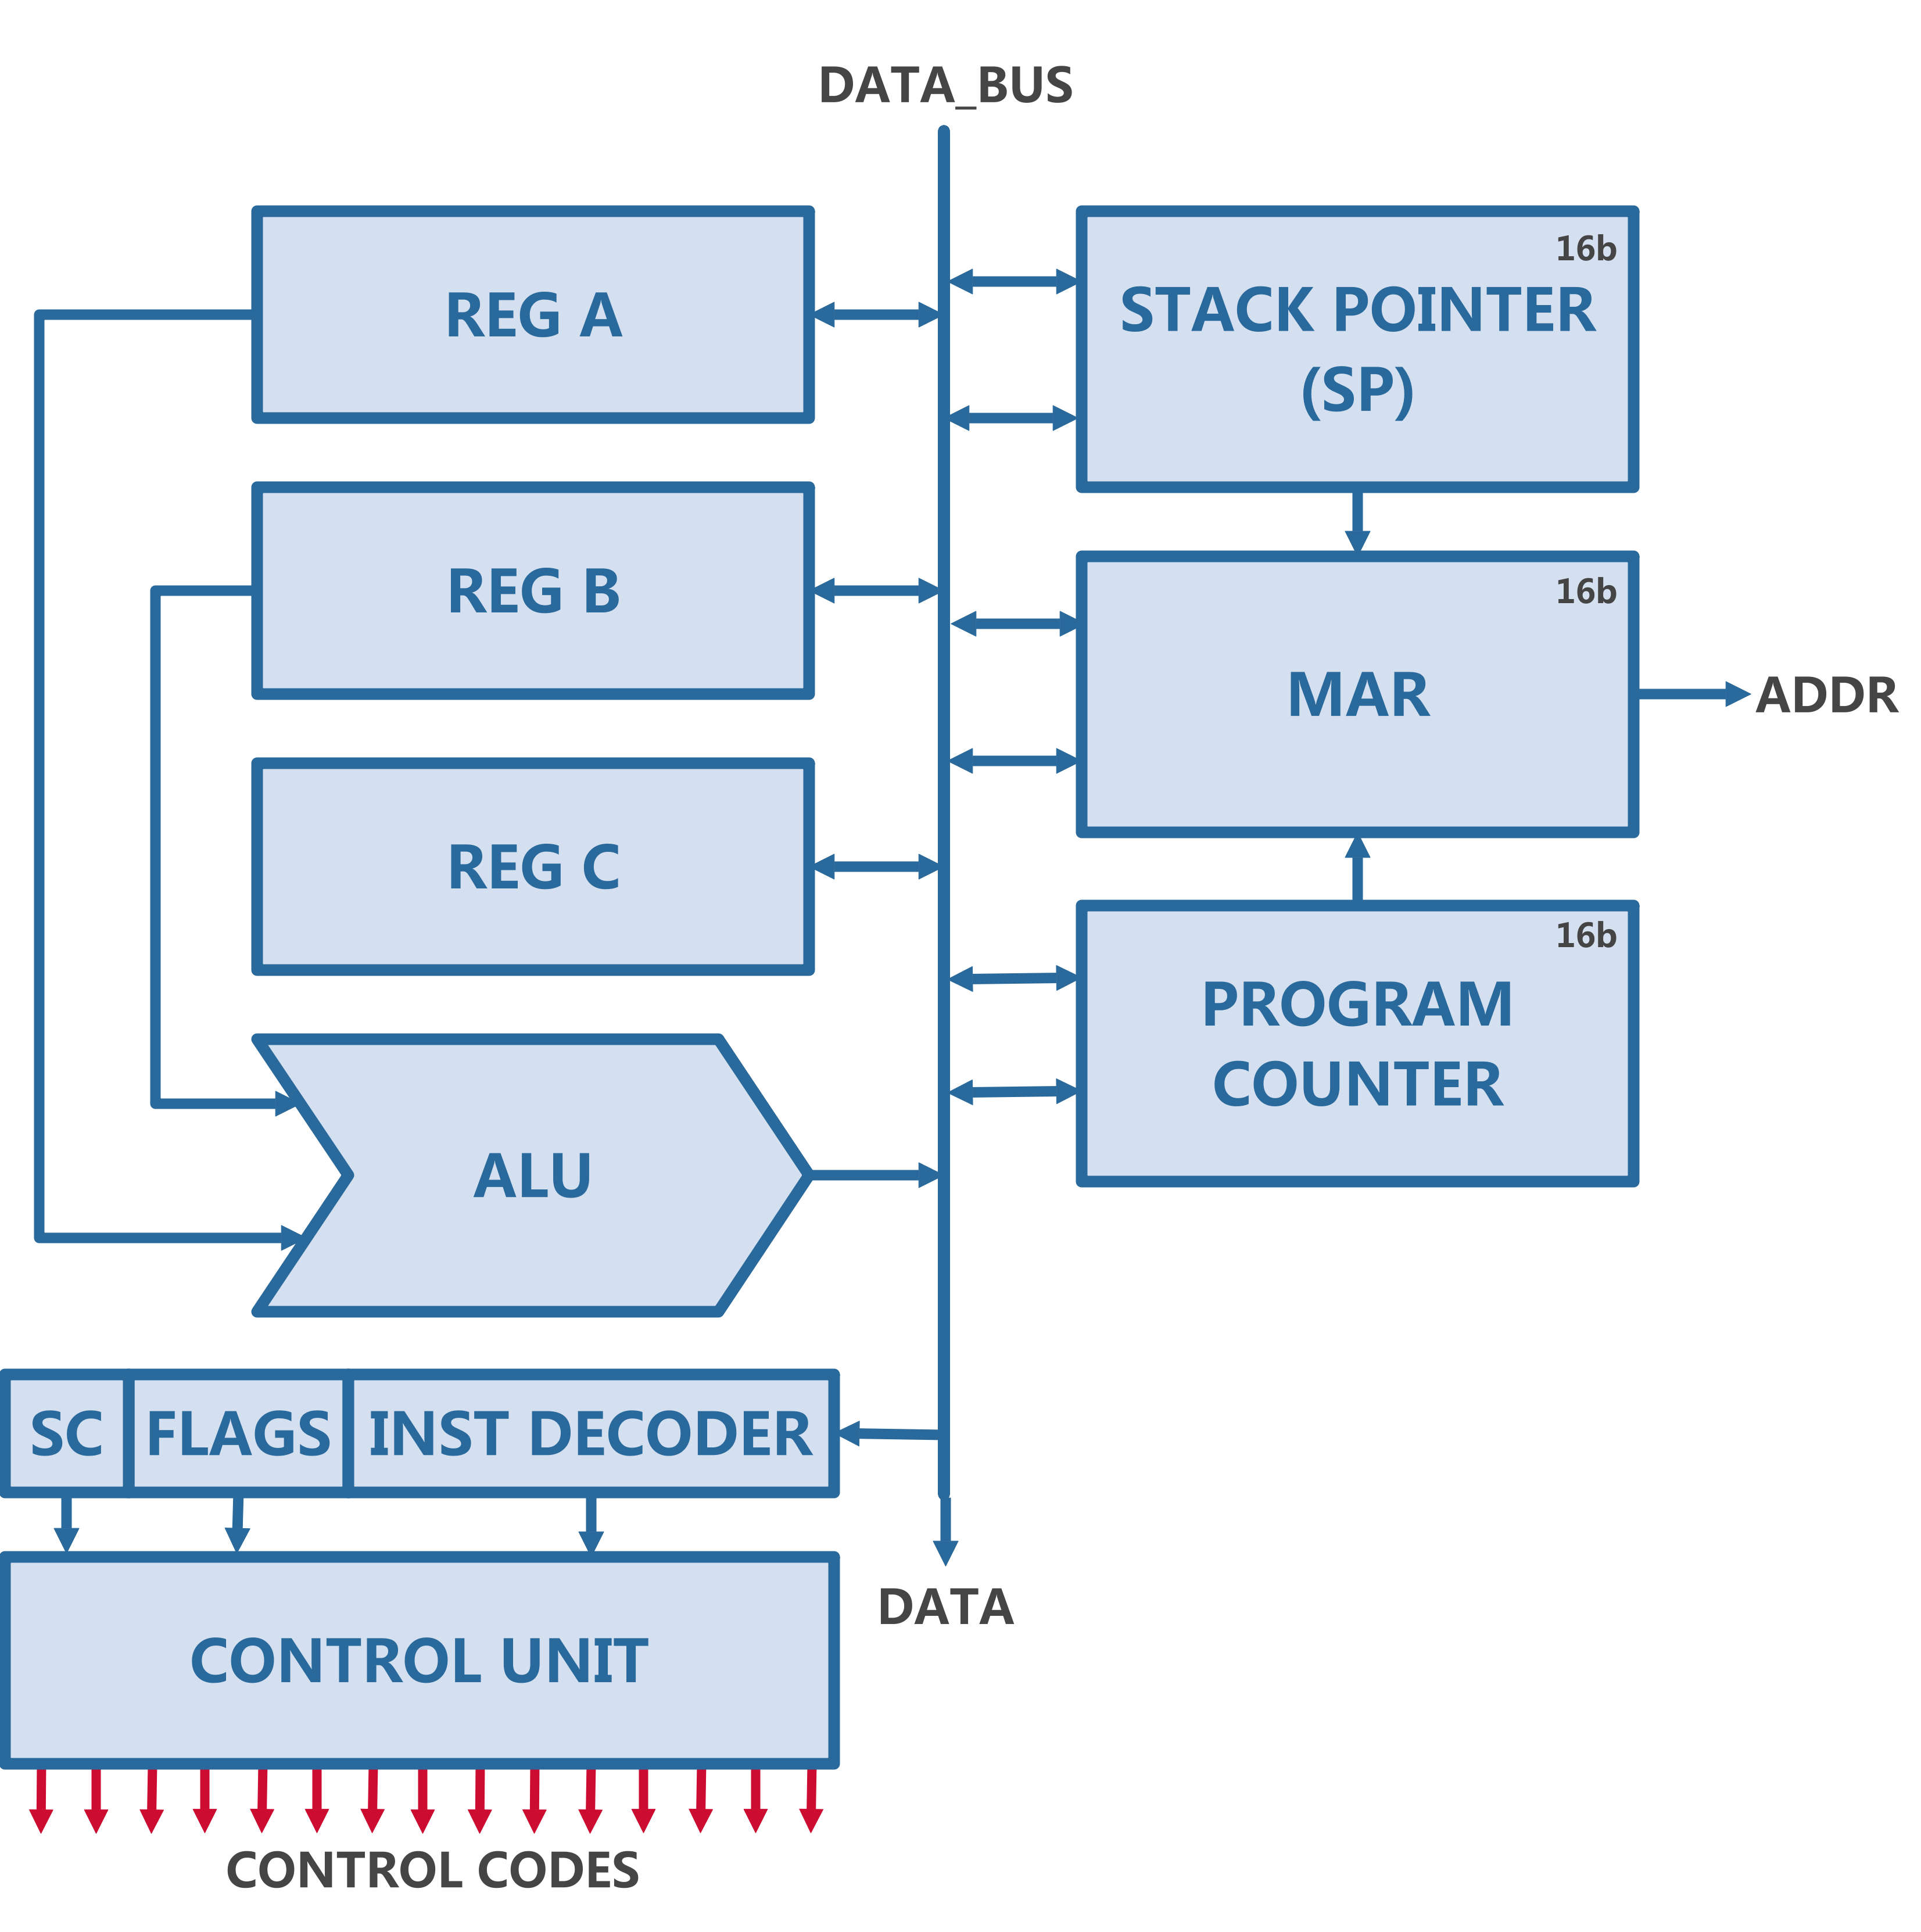 DATA_BUS
REG A
16b
STACK POINTER
(SP)
REG B
16b
MAR
ADDR
REG C
16b
PROGRAM
COUNTER
ALU
SC
FLAGS
INST DECODER
DATA
CONTROL UNIT
CONTROL CODES